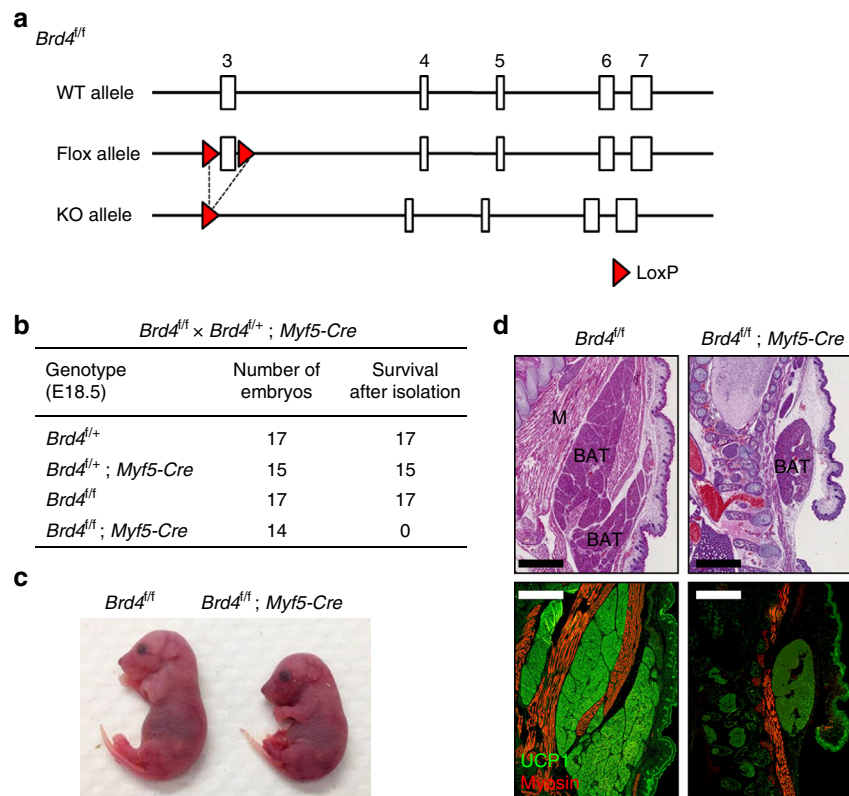 a
Brd4f/f
3 4 5 6 7
WT allele
Flox allele
KO allele
LoxP
b
Brd4f/f × Brd4f/+ ; Myf5-Cre
Genotype (E18.5)
Number of embryos
Survival after isolation
Brd4f/+ 17 17
Brd4f/+ ; Myf5-Cre 15 15
Brd4f/f 17 17
Brd4f/f ; Myf5-Cre 14 0
c
Brd4f/f
Brd4f/f ; Myf5-Cre
d
Brd4f/f
Brd4f/f ; Myf5-Cre
M
BAT
BAT
BAT
UCP1
Myosin